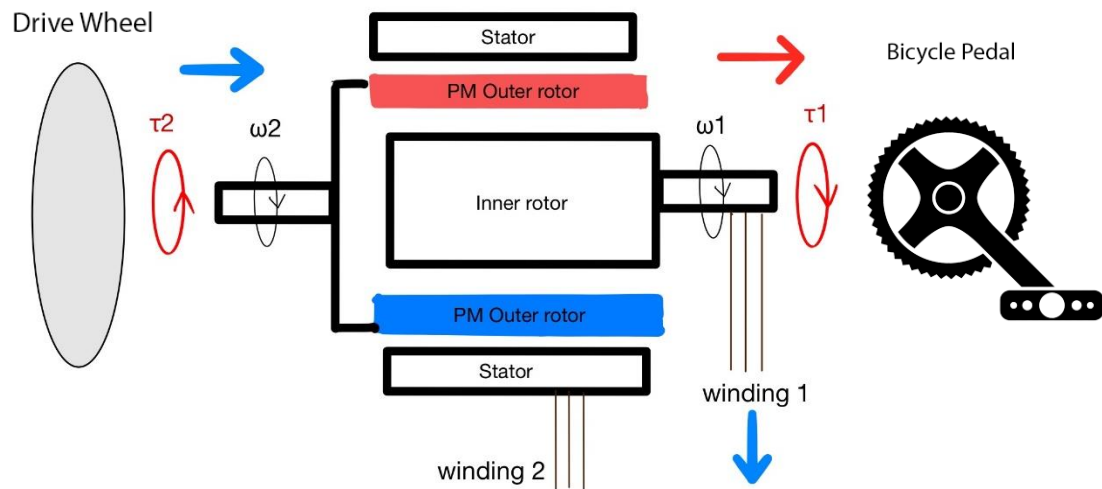 Drive Wheel
Stator
Bicycle Pedal
PM Outer rotor
τ2
ω2
ω1
τ1
Inner rotor
PM Outer rotor
Stator
winding 1
winding 2